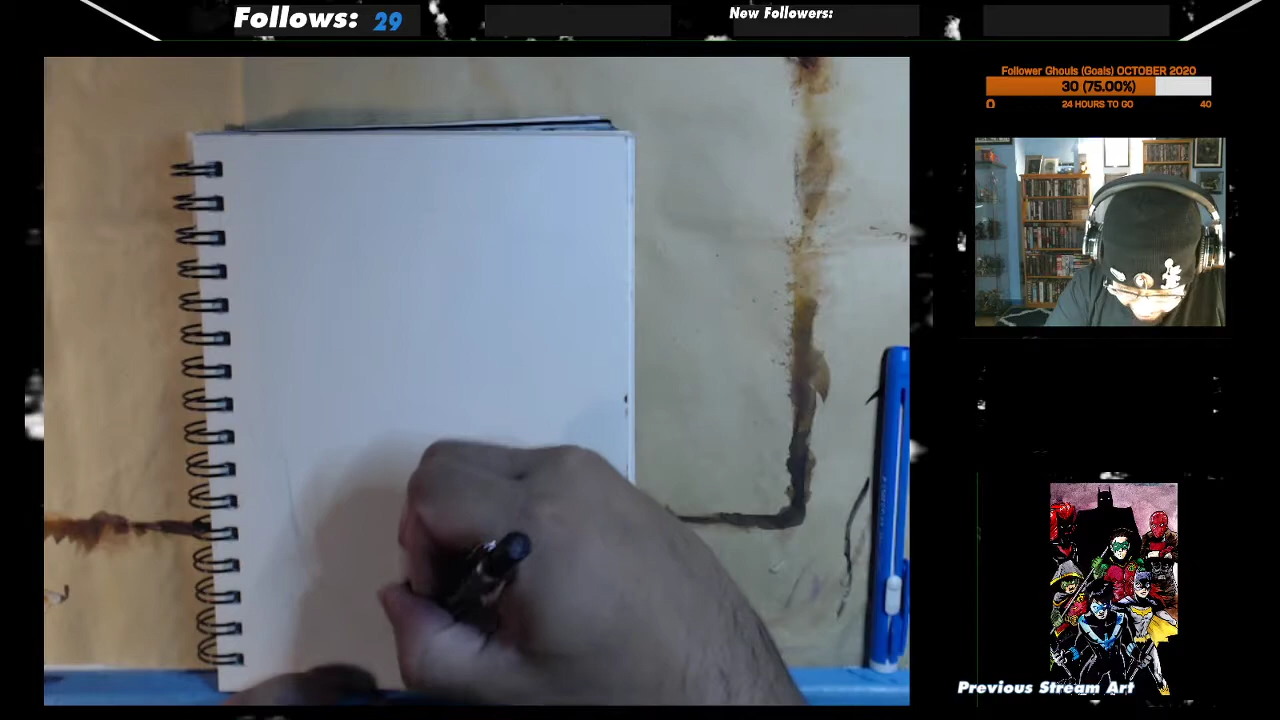 Follows: 29
New Followers:
Follower Ghouls (Goals) OCTOBER 2020
30 (75.00%)
0 24 HOURS TO GO 40
Previous Stream Art